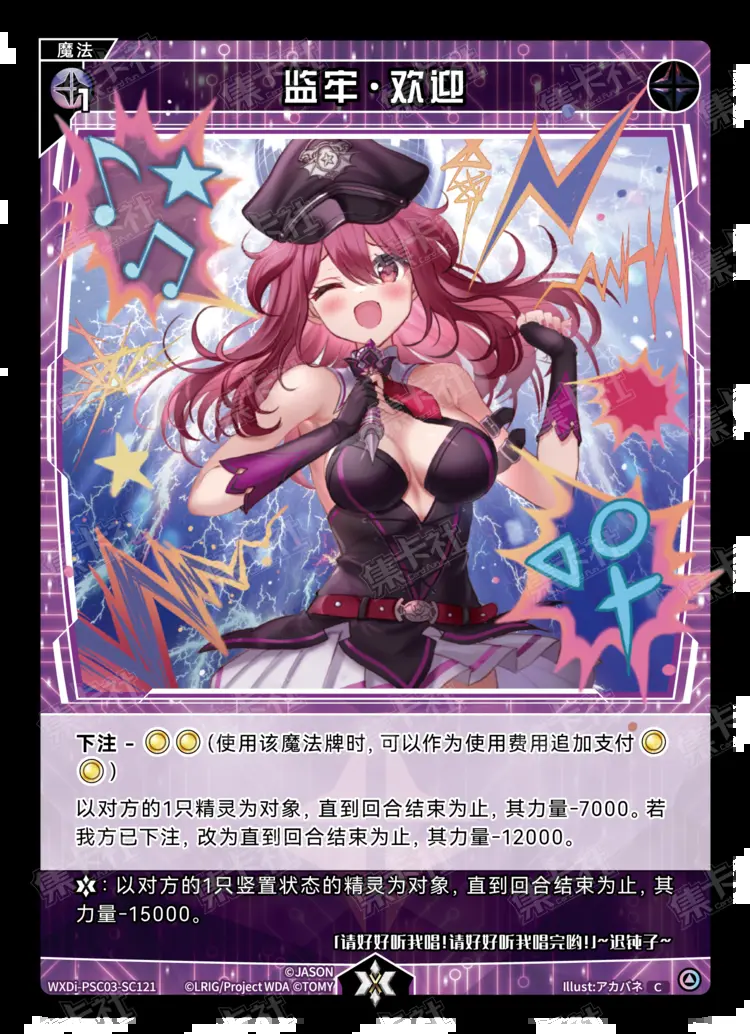 魔法
1
监牢·欢迎
下注 - (使用该魔法牌时, 可以作为使用费用追加支付
)
以对方的1只精灵为对象, 直到回合结束为止, 其力量-7000。若
我方已下注, 改为直到回合结束为止, 其力量-12000。
: 以对方的1只竖置状态的精灵为对象, 直到回合结束为止, 其
力量-15000。
「请好好听我唱!请好好听我唱完哟!」~迟钝子~
©JASON
WXDi-PSC03-SC121 ©LRIG/Project WDA ©TOMY Illust:アカバネ C
集卡社